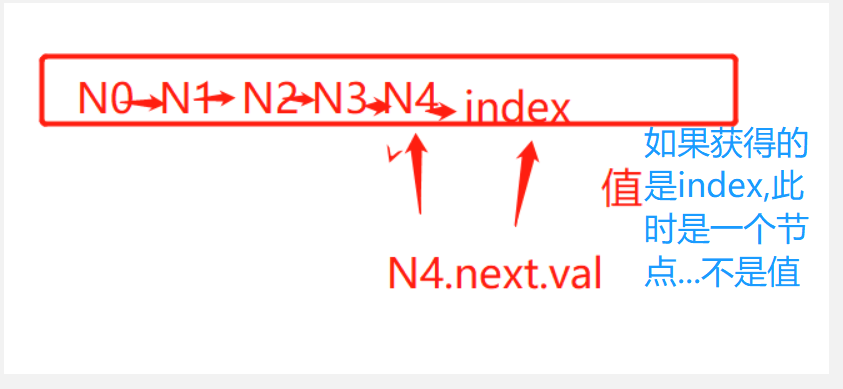 N0 N1 N2 N3 N4 index
如果获得的
是index,此
时是一个节
点...不是值
值
N4.next.val